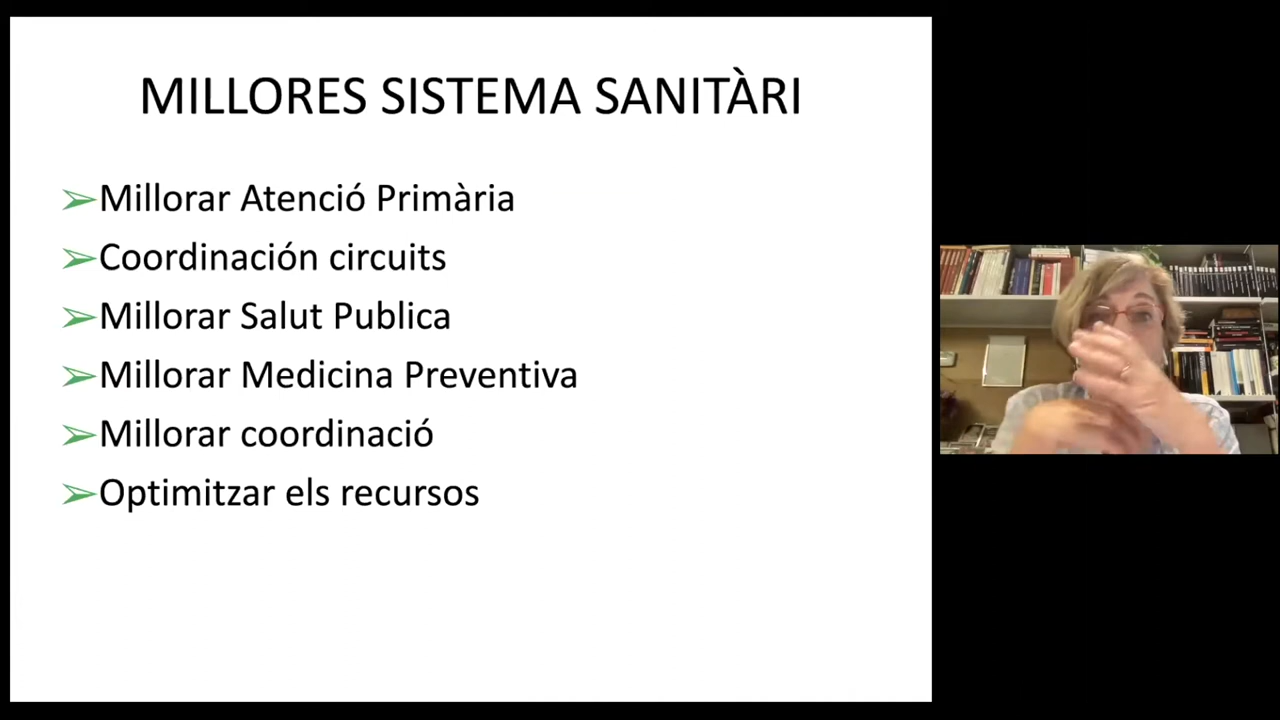 MILLORES SISTEMA SANITÀRI
➢Millorar Atenció Primària
➢Coordinación circuits
➢Millorar Salut Publica
➢Millorar Medicina Preventiva
➢Millorar coordinació
➢Optimitzar els recursos